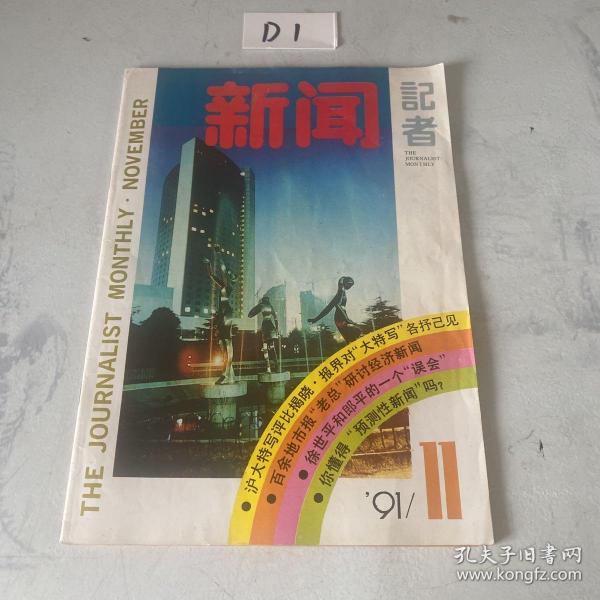 D1
新闻
記者
THE
JOURNALIST
MONTHLY
THE JOURNALIST MONTHLY · NOVEMBER
●沪大特写评比揭晓·报界对“大特写”各抒己见
●百余地市报“老总”研讨经济新闻
●徐世平和郎平的一个“误会”
●你懂得“预测性新闻”吗?
'91/11
孔夫子旧书网
www.kongfz.com